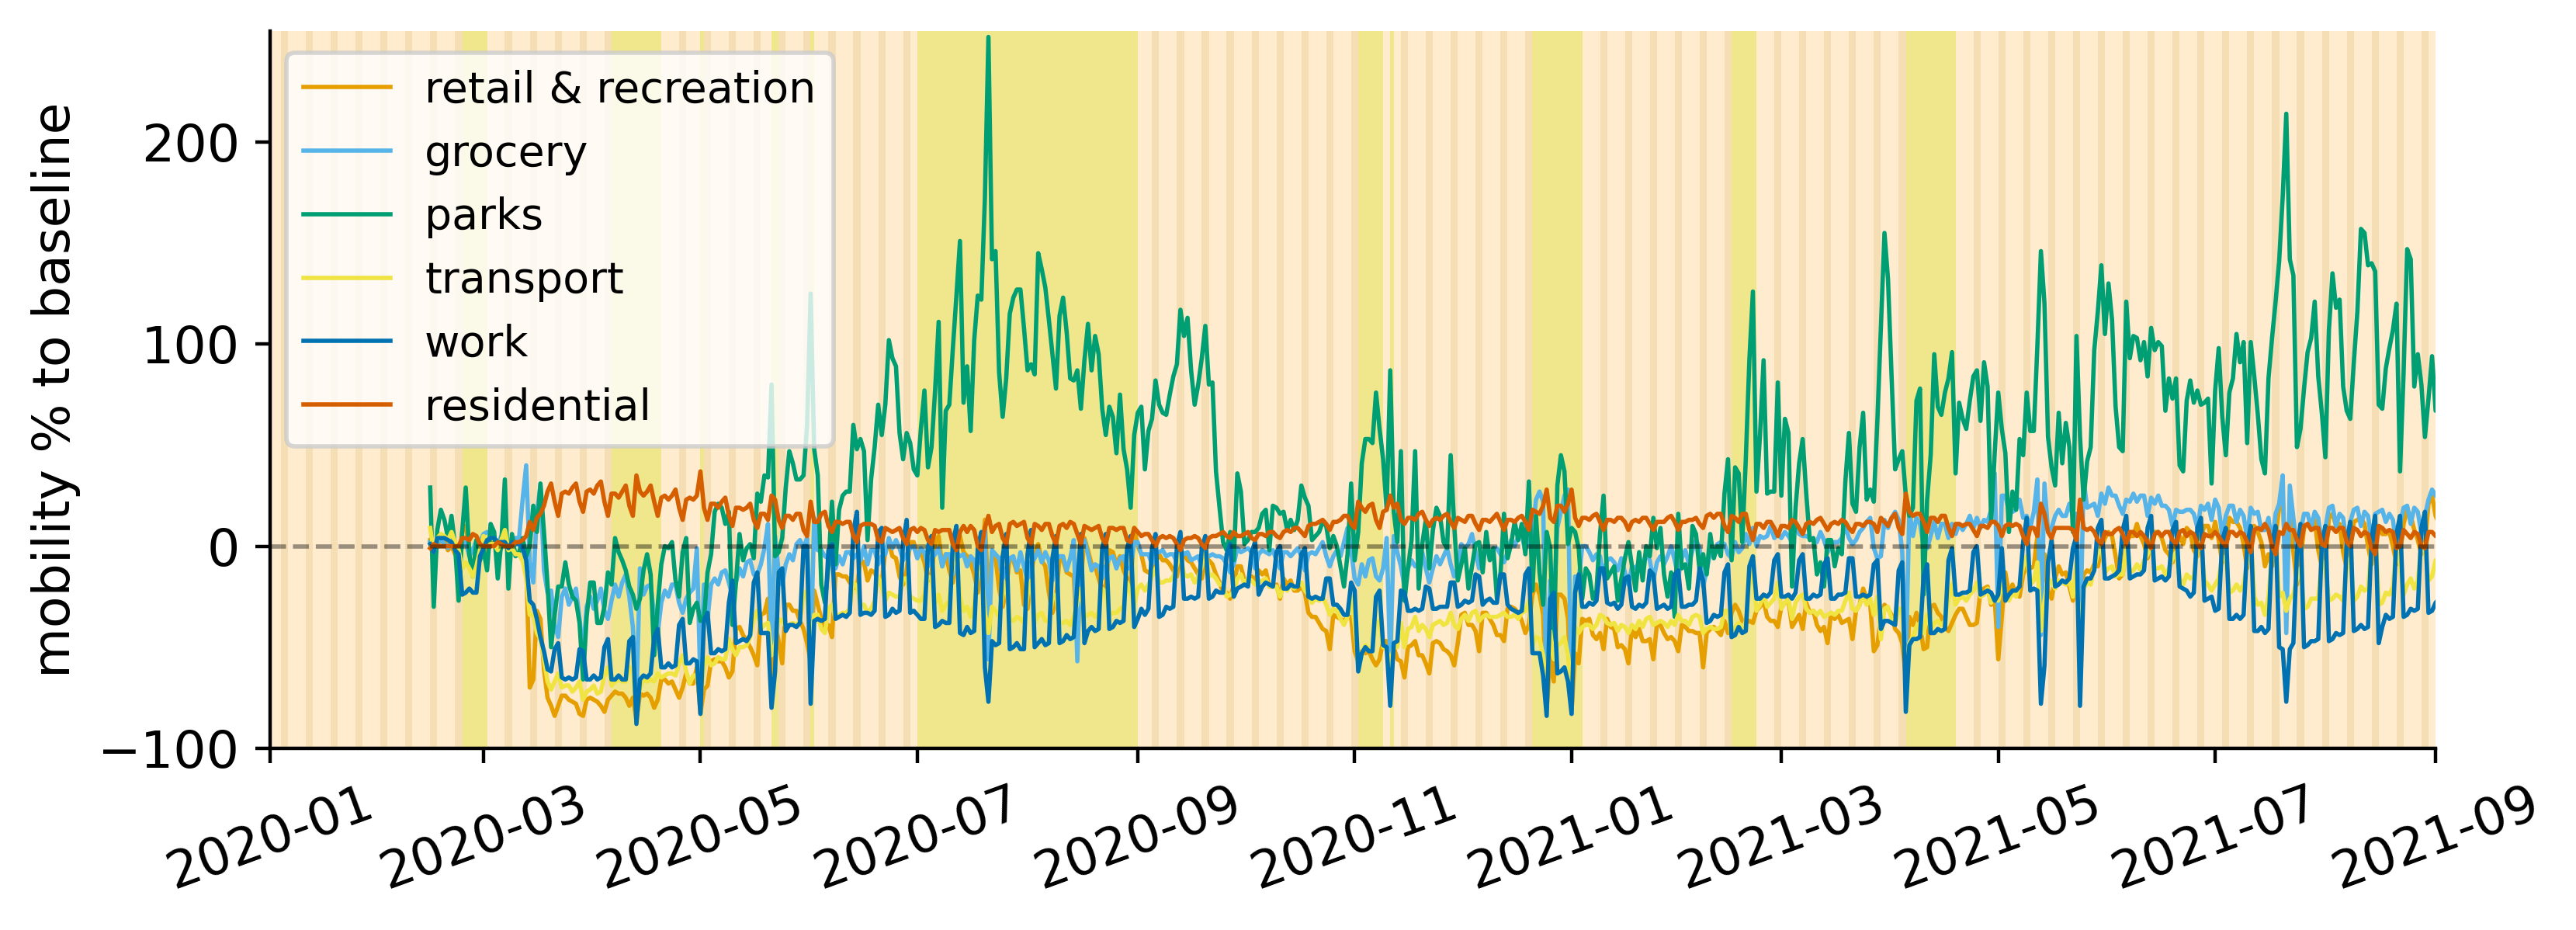 mobility % to baseline
200
100
0
−100
retail & recreation
grocery
parks
transport
work
residential
2020-01
2020-03
2020-05
2020-07
2020-09
2020-11
2021-01
2021-03
2021-05
2021-07
2021-09